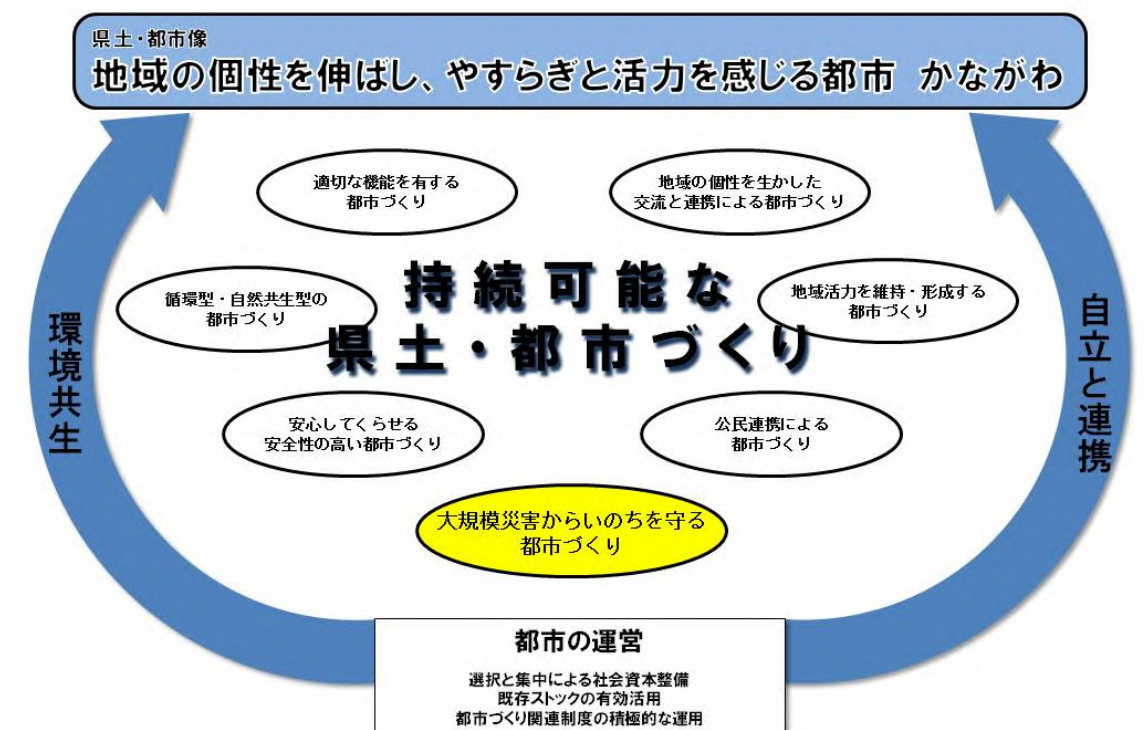 県土・都市像
地域の個性を伸ばし、やすらぎと活力を感じる都市 かながわ
適切な機能を有する
都市づくり
地域の個性を生かした
交流と連携による都市づくり
持続可能な
県土・都市づくり
循環型・自然共生型の
都市づくり
地域活力を維持・形成する
都市づくり
環境共生
自立と連携
安心してくらせる
安全性の高い都市づくり
公民連携による
都市づくり
大規模災害からいのちを守る
都市づくり
都市の運営
選択と集中による社会資本整備
既存ストックの有効活用
都市づくり関連制度の積極的な運用